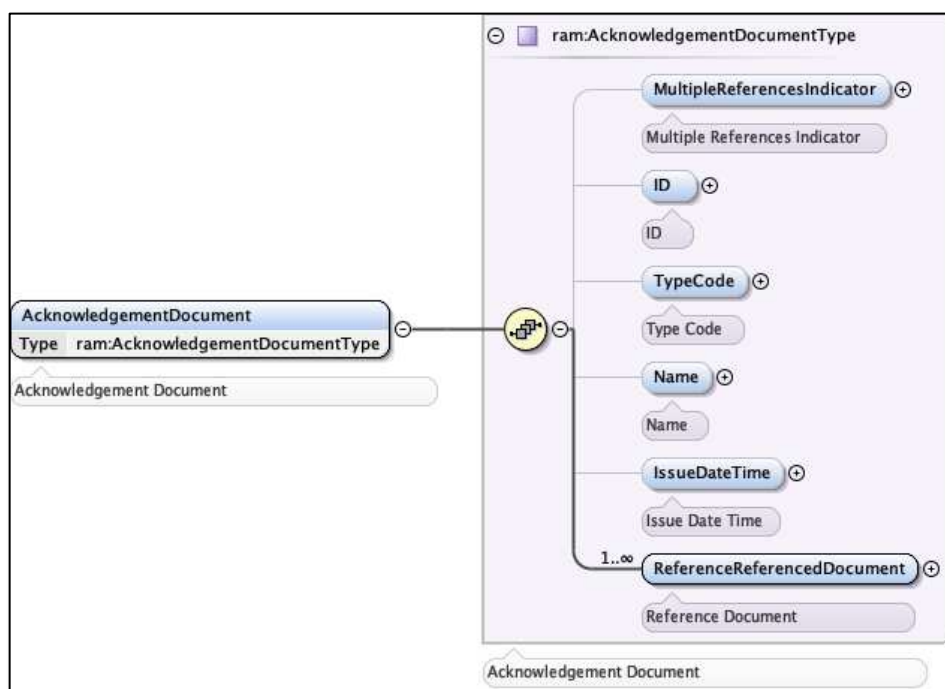 ram:AcknowledgementDocumentType
MultipleReferencesIndicator
Multiple References Indicator
ID
ID
TypeCode
Type Code
AcknowledgementDocument
Type ram:AcknowledgementDocumentType
Acknowledgement Document
Name
Name
IssueDateTime
Issue Date Time
1..∞
ReferenceReferencedDocument
Reference Document
Acknowledgement Document